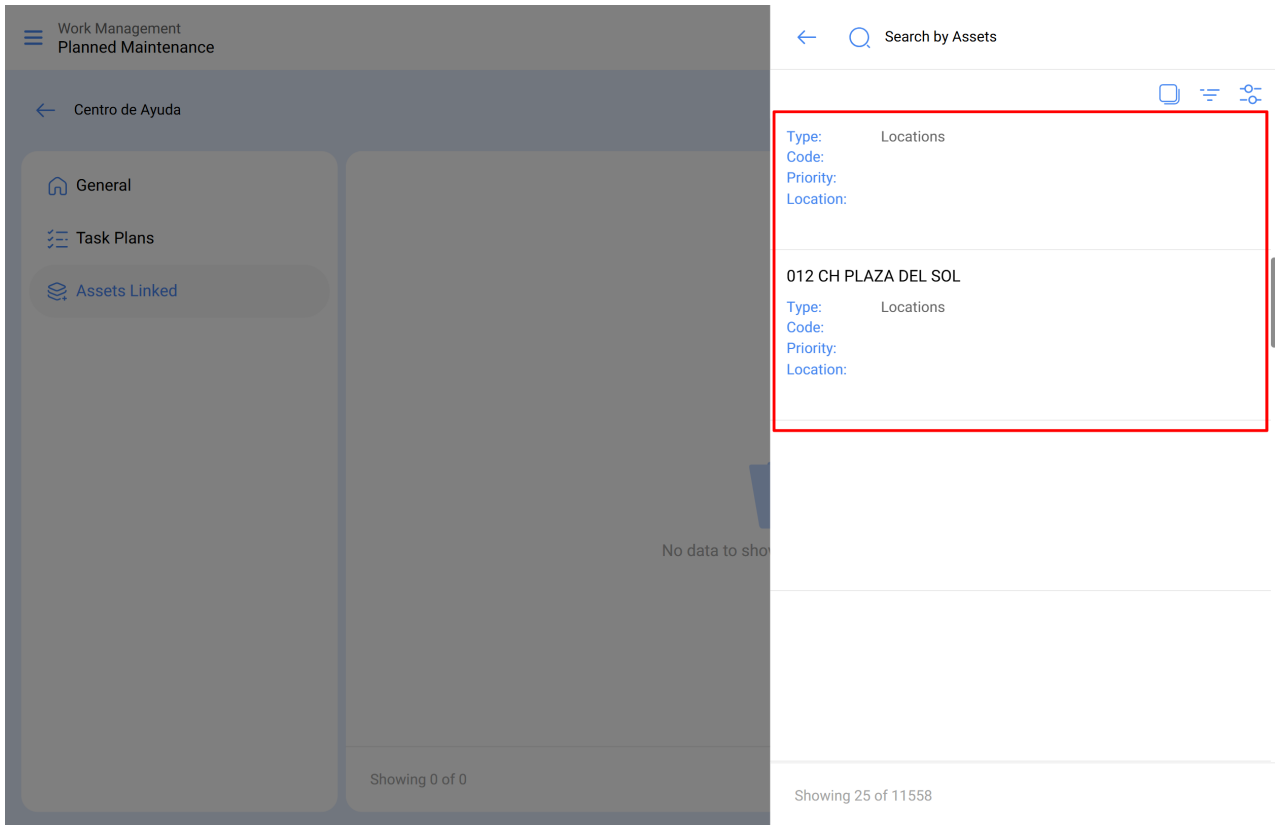 Work Management
Planned Maintenance
Centro de Ayuda
General
Task Plans
Assets Linked
No data to show
Showing 0 of 0
Search by Assets
Type: Locations
Code:
Priority:
Location:
012 CH PLAZA DEL SOL
Type: Locations
Code:
Priority:
Location:
Showing 25 of 11558